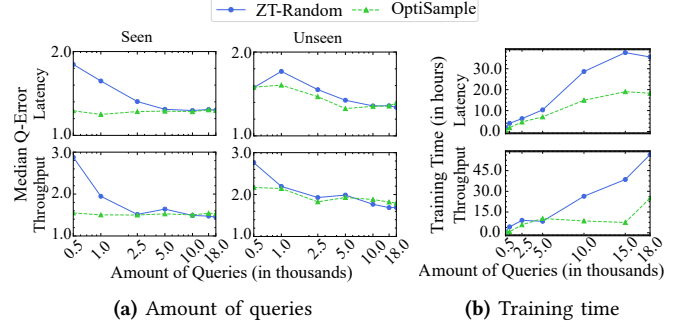 ZT-Random OptiSample
Seen Unseen
Median Q-Error
Latency
2.0
1.0
2.0
1.0
Throughput
3.0
2.0
1.0
3.0
2.0
1.0
0.5 1.0 2.5 5.0 10.0 18.0
0.5 1.0 2.5 5.0 10.0 18.0
Amount of Queries (in thousands)
(a) Amount of queries
Training Time (in hours)
Latency
30.0
20.0
10.0
0.0
Throughput
45.0
30.0
15.0
0.0
0.5 2.5 5.0 10.0 15.0 18.0
Amount of Queries (in thousands)
(b) Training time